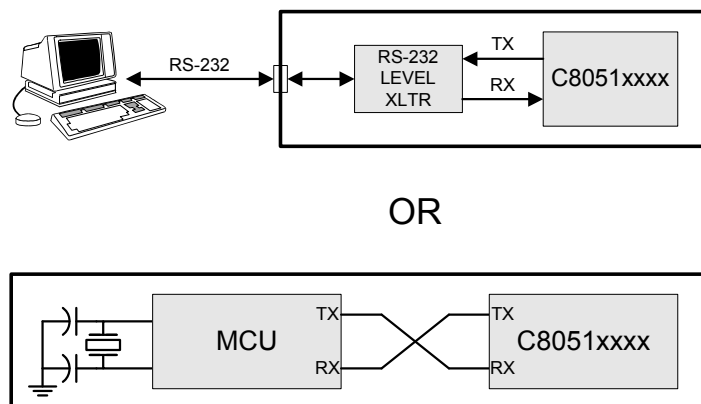 RS-232
RS-232
LEVEL
XLTR
TX
RX
C8051xxxx
OR
MCU
TX
RX
TX
RX
C8051xxxx